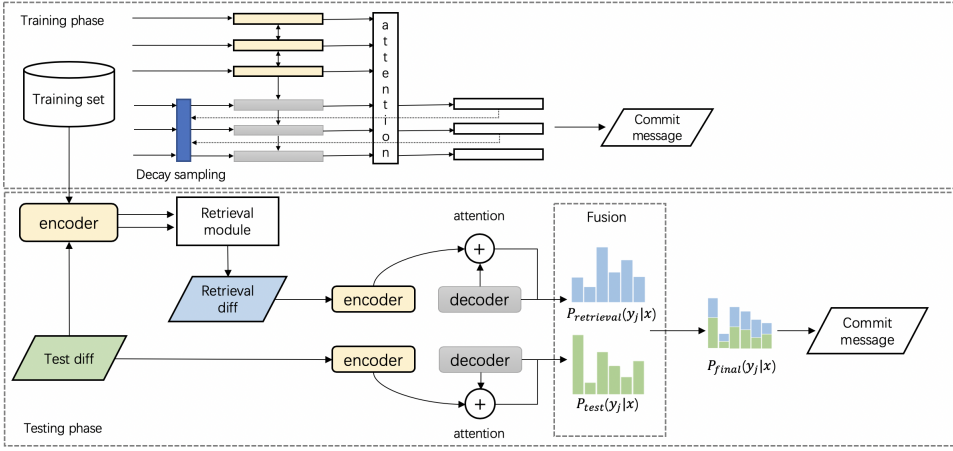 Training phase
Training set
attention
Decay sampling
Commit
message
encoder
Retrieval
module
Retrieval
diff
Test diff
encoder
decoder
attention
+
encoder
decoder
+
attention
Fusion
P_retrieval(y_j|x)
P_test(y_j|x)
P_final(y_j|x)
Commit
message
Testing phase